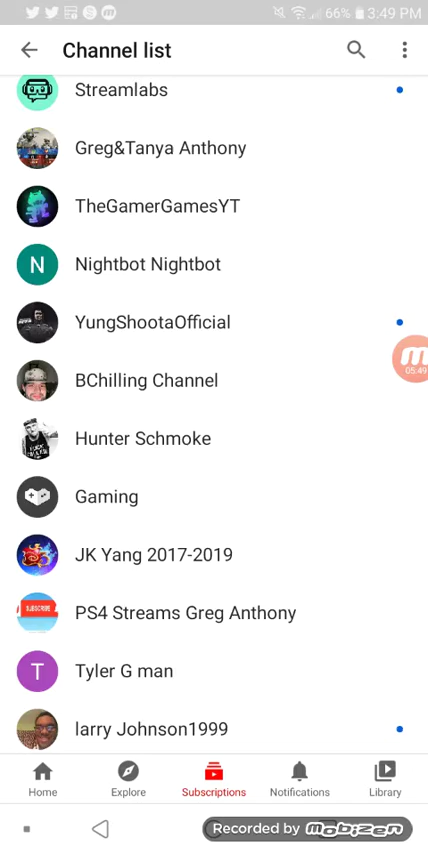 66% 3:49 PM
Channel list
Streamlabs
Greg&Tanya Anthony
TheGamerGamesYT
N Nightbot Nightbot
YungShootaOfficial
05:49
BChilling Channel
Hunter Schmoke
Gaming
JK Yang 2017-2019
SUBSCRIBE
PS4 Streams Greg Anthony
T Tyler G man
larry Johnson1999
Home Explore Subscriptions Notifications Library
Recorded by mobizen